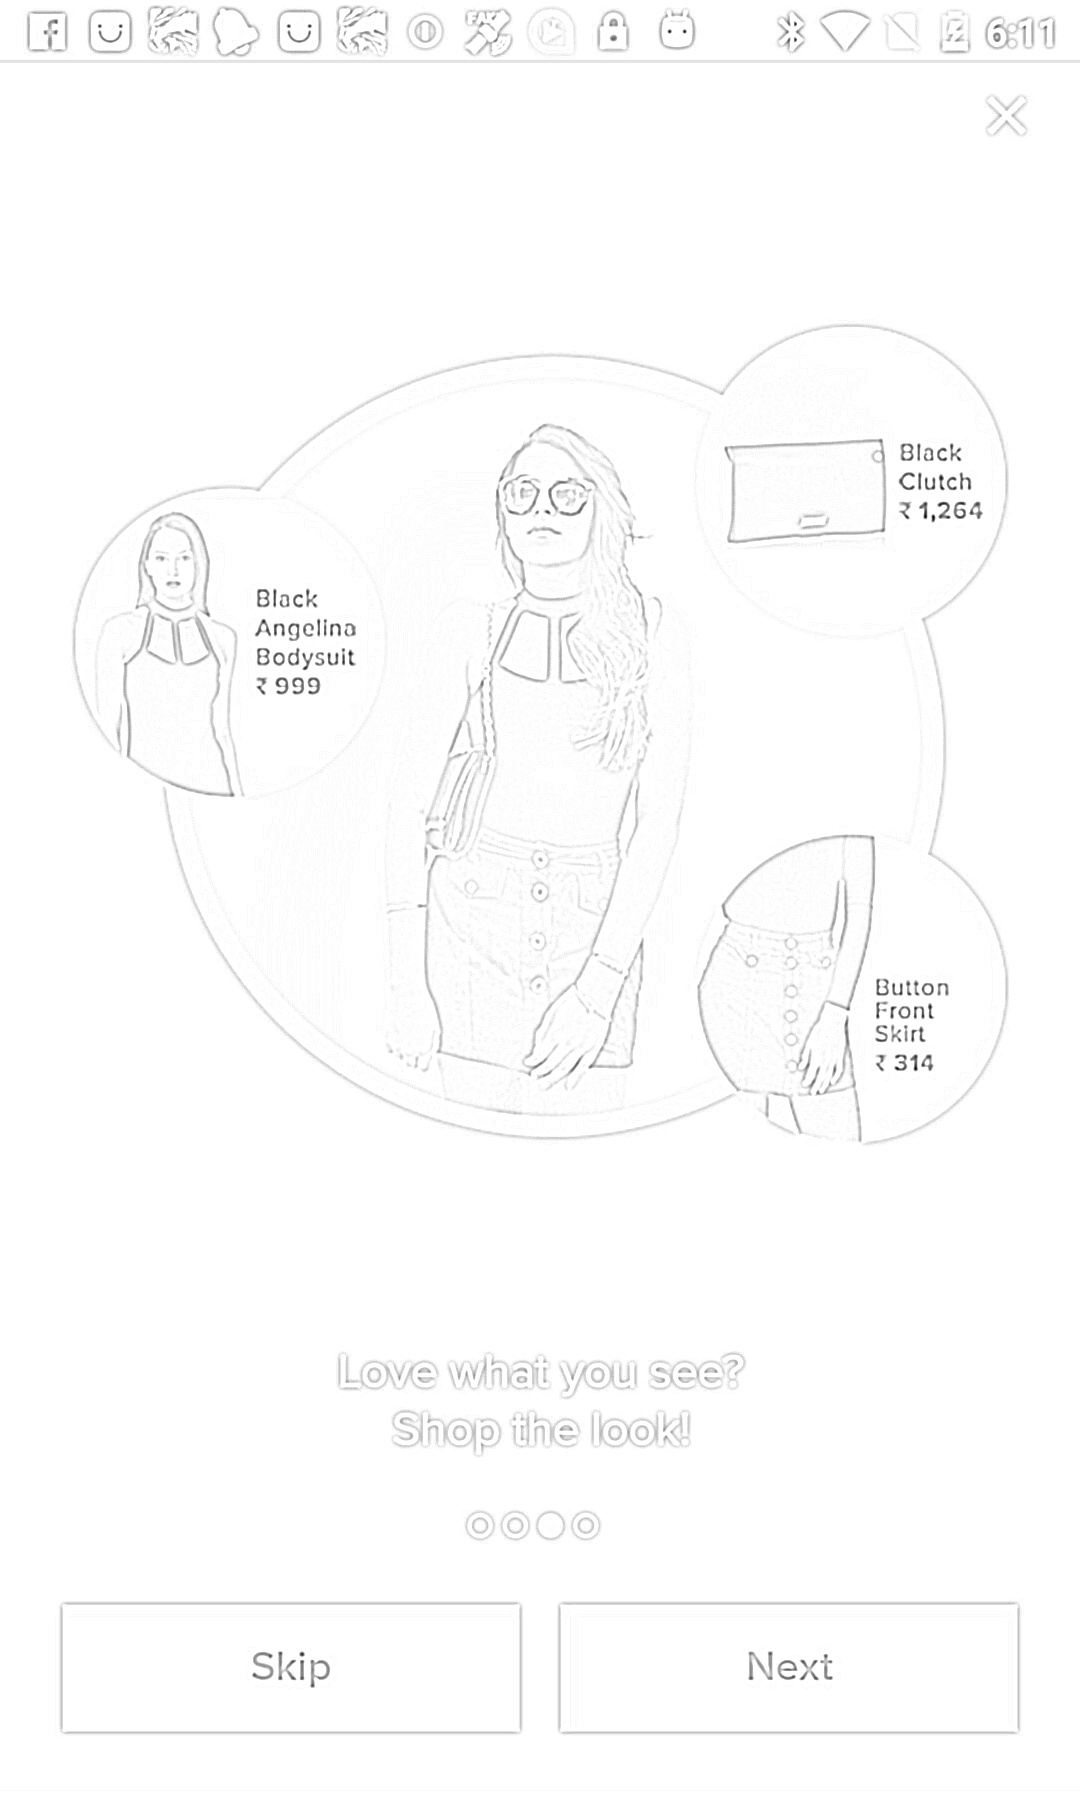 6:11
Black
Clutch
₹ 1,264
Black
Angelina
Bodysuit
₹ 999
Button
Front
Skirt
₹ 314
Love what you see?
Shop the look!
Skip
Next